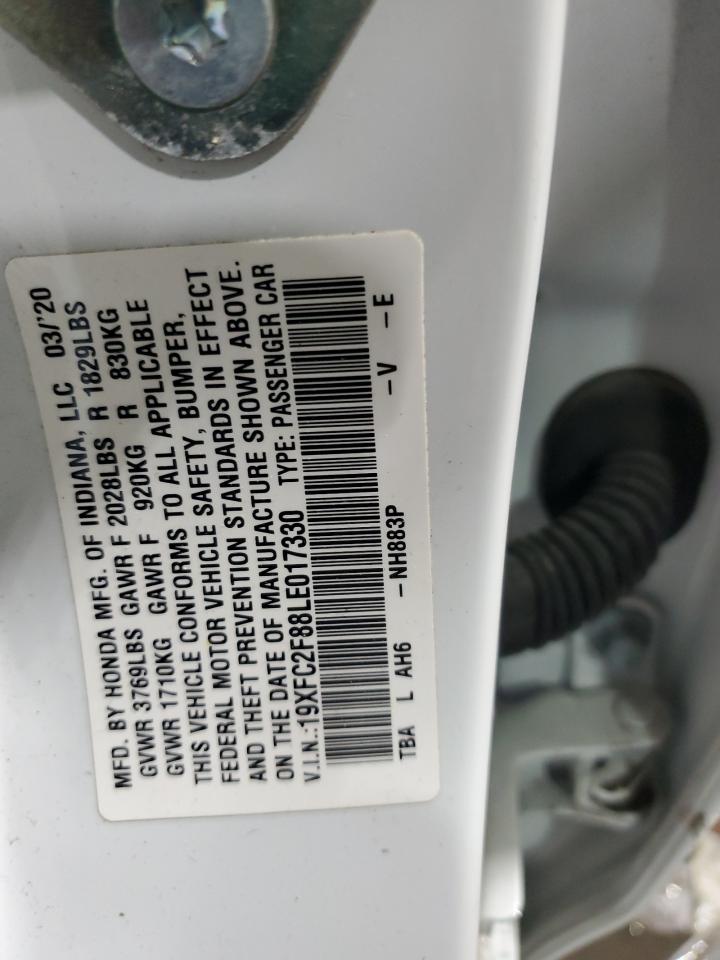 MFD. BY HONDA MFG. OF INDIANA, LLC 03/'20
GVWR 3769LBS GAWR F 2028LBS R 1829LBS
GVWR 1710KG GAWR F 920KG R 830KG
THIS VEHICLE CONFORMS TO ALL APPLICABLE
FEDERAL MOTOR VEHICLE SAFETY, BUMPER,
AND THEFT PREVENTION STANDARDS IN EFFECT
ON THE DATE OF MANUFACTURE SHOWN ABOVE.
V.I.N.:19XFC2F88LE017330 TYPE: PASSENGER CAR
TBA L AH6 -NH883P -V -E